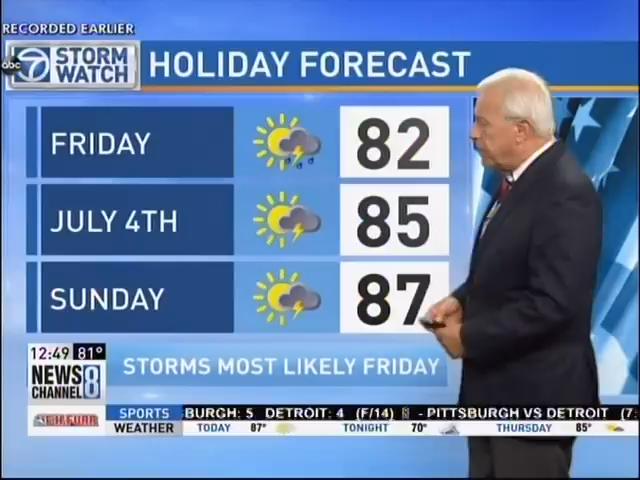 RECORDED EARLIER
abc 7 STORM WATCH
HOLIDAY FORECAST
FRIDAY 82
JULY 4TH 85
SUNDAY 87
12:49 81°
NEWS CHANNEL 8
STORMS MOST LIKELY FRIDAY
SPORTS BURGH: 5 DETROIT: 4 (F/14) 8 - PITTSBURGH VS DETROIT (7:
WEATHER TODAY 87° TONIGHT 70° THURSDAY 85°